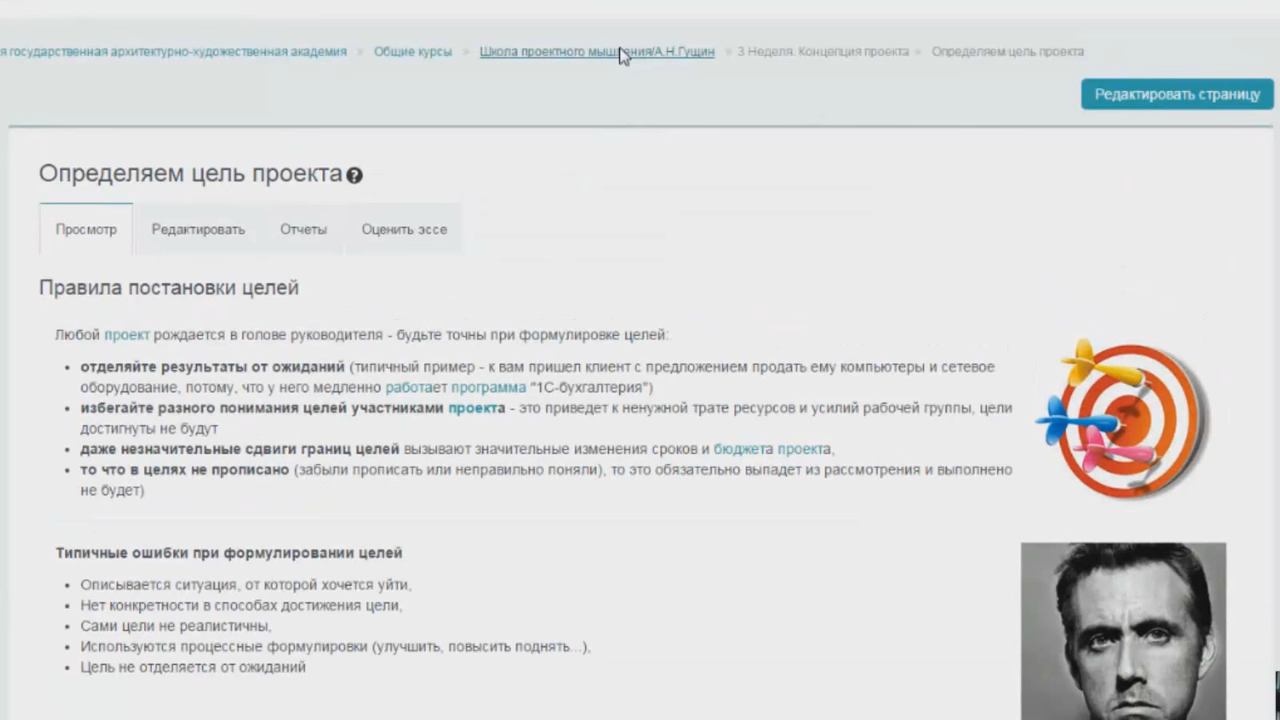 я государственная архитектурно-художественная академия » Общие курсы » Школа проектного мышления/А.Н.Гущин » 3 Неделя. Концепция проекта » Определяем цель проекта
Редактировать страницу
Определяем цель проекта
Просмотр Редактировать Отчеты Оценить эссе
Правила постановки целей
Любой проект рождается в голове руководителя - будьте точны при формулировке целей:
• отделяйте результаты от ожиданий (типичный пример - к вам пришел клиент с предложением продать ему компьютеры и сетевое
оборудование, потому, что у него медленно работает программа "1С-бухгалтерия")
• избегайте разного понимания целей участниками проекта - это приведет к ненужной трате ресурсов и усилий рабочей группы, цели
достигнуты не будут
• даже незначительные сдвиги границ целей вызывают значительные изменения сроков и бюджета проекта,
• то что в целях не прописано (забыли прописать или неправильно поняли), то это обязательно выпадет из рассмотрения и выполнено
не будет)
Типичные ошибки при формулировании целей
• Описывается ситуация, от которой хочется уйти,
• Нет конкретности в способах достижения цели,
• Сами цели не реалистичны,
• Используются процессные формулировки (улучшить, повысить поднять...),
• Цель не отделяется от ожиданий